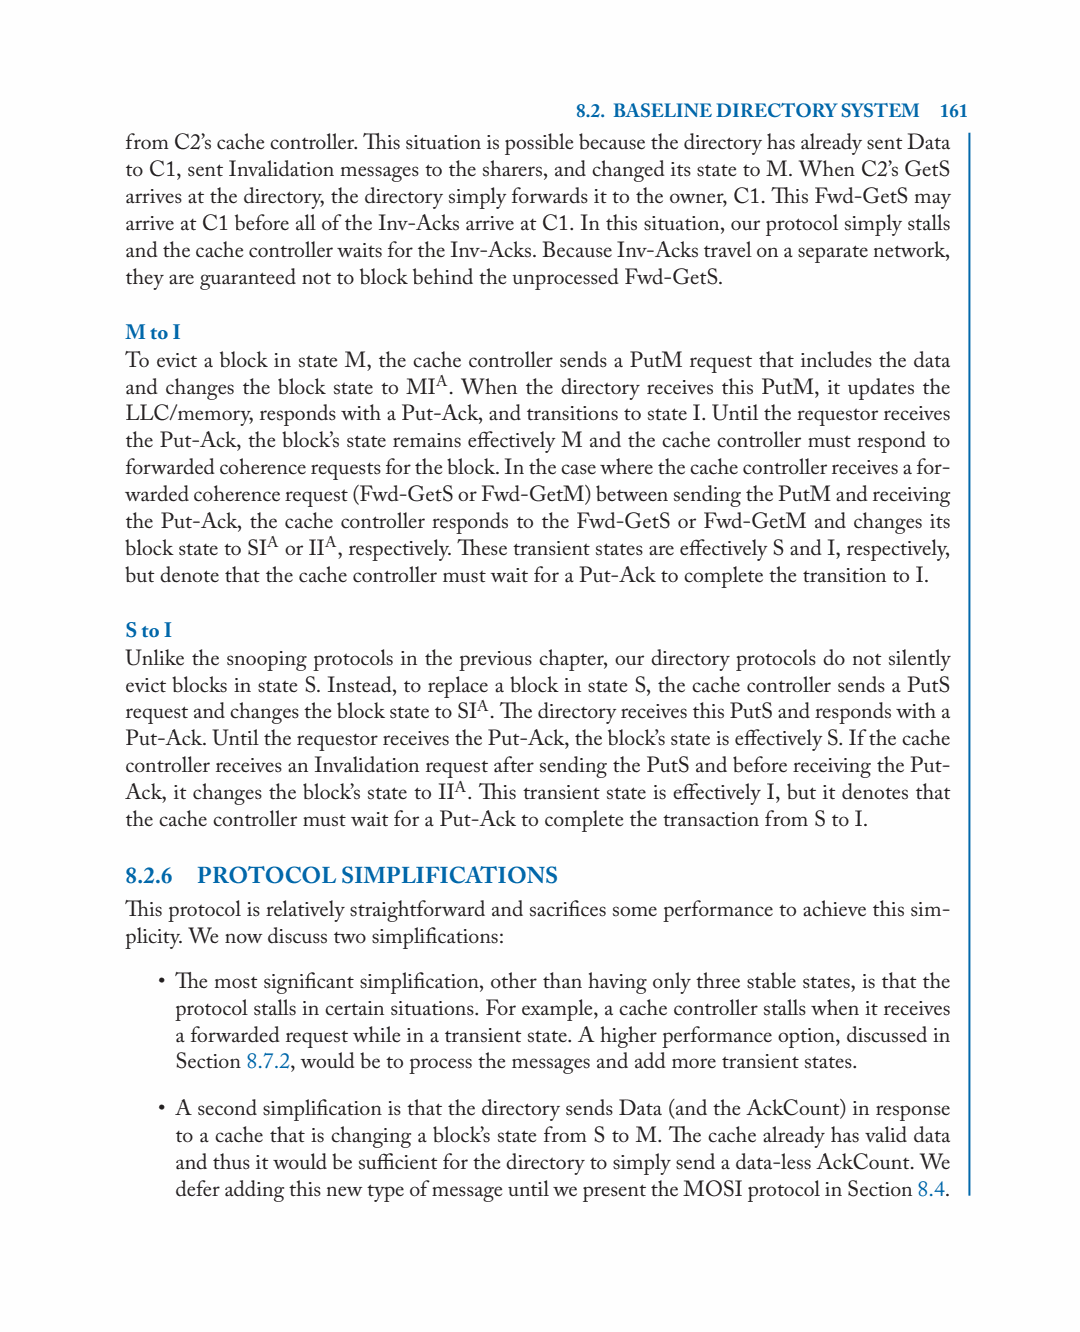 8.2. BASELINE DIRECTORY SYSTEM 161
from C2’s cache controller. This situation is possible because the directory has already sent Data
to C1, sent Invalidation messages to the sharers, and changed its state to M. When C2’s GetS
arrives at the directory, the directory simply forwards it to the owner, C1. This Fwd-GetS may
arrive at C1 before all of the Inv-Acks arrive at C1. In this situation, our protocol simply stalls
and the cache controller waits for the Inv-Acks. Because Inv-Acks travel on a separate network,
they are guaranteed not to block behind the unprocessed Fwd-GetS.
M to I
To evict a block in state M, the cache controller sends a PutM request that includes the data
and changes the block state to MIᴬ. When the directory receives this PutM, it updates the
LLC/memory, responds with a Put-Ack, and transitions to state I. Until the requestor receives
the Put-Ack, the block’s state remains effectively M and the cache controller must respond to
forwarded coherence requests for the block. In the case where the cache controller receives a for-
warded coherence request (Fwd-GetS or Fwd-GetM) between sending the PutM and receiving
the Put-Ack, the cache controller responds to the Fwd-GetS or Fwd-GetM and changes its
block state to SIᴬ or IIᴬ, respectively. These transient states are effectively S and I, respectively,
but denote that the cache controller must wait for a Put-Ack to complete the transition to I.
S to I
Unlike the snooping protocols in the previous chapter, our directory protocols do not silently
evict blocks in state S. Instead, to replace a block in state S, the cache controller sends a PutS
request and changes the block state to SIᴬ. The directory receives this PutS and responds with a
Put-Ack. Until the requestor receives the Put-Ack, the block’s state is effectively S. If the cache
controller receives an Invalidation request after sending the PutS and before receiving the Put-
Ack, it changes the block’s state to IIᴬ. This transient state is effectively I, but it denotes that
the cache controller must wait for a Put-Ack to complete the transaction from S to I.
8.2.6 PROTOCOL SIMPLIFICATIONS
This protocol is relatively straightforward and sacrifices some performance to achieve this sim-
plicity. We now discuss two simplifications:
• The most significant simplification, other than having only three stable states, is that the
protocol stalls in certain situations. For example, a cache controller stalls when it receives
a forwarded request while in a transient state. A higher performance option, discussed in
Section 8.7.2, would be to process the messages and add more transient states.
• A second simplification is that the directory sends Data (and the AckCount) in response
to a cache that is changing a block’s state from S to M. The cache already has valid data
and thus it would be sufficient for the directory to simply send a data-less AckCount. We
defer adding this new type of message until we present the MOSI protocol in Section 8.4.